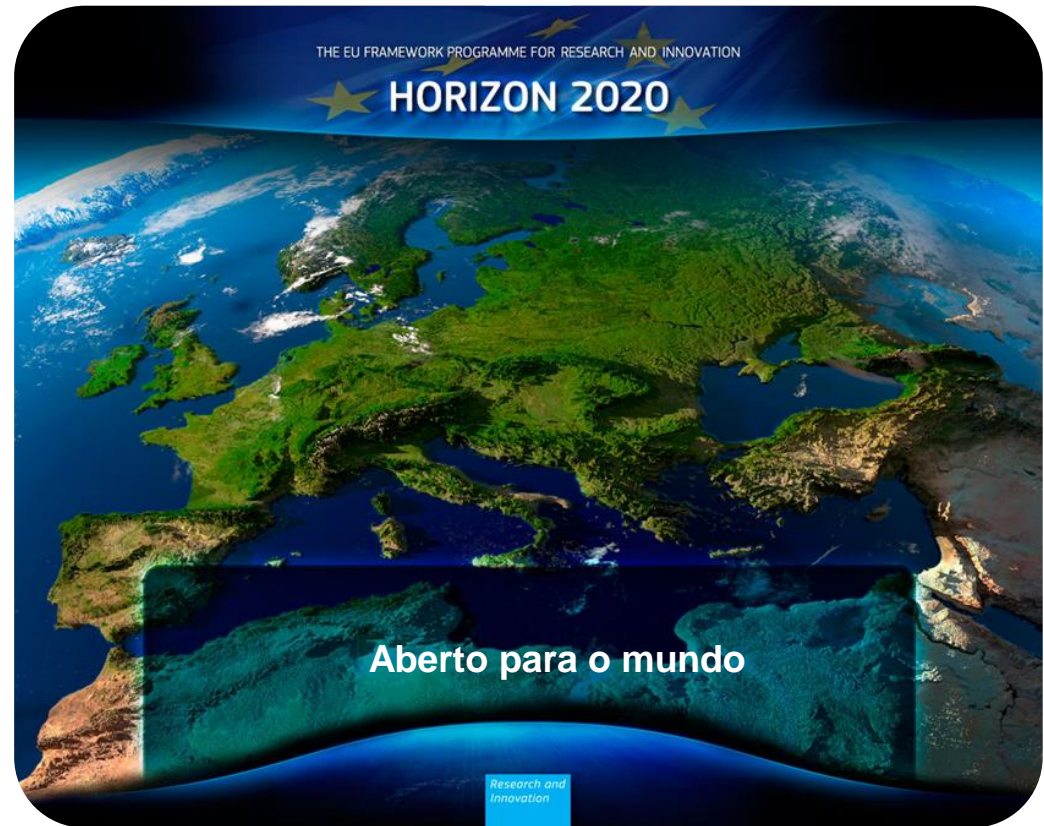 THE EU FRAMEWORK PROGRAMME FOR RESEARCH AND INNOVATION
HORIZON 2020
Aberto para o mundo
Research and
Innovation